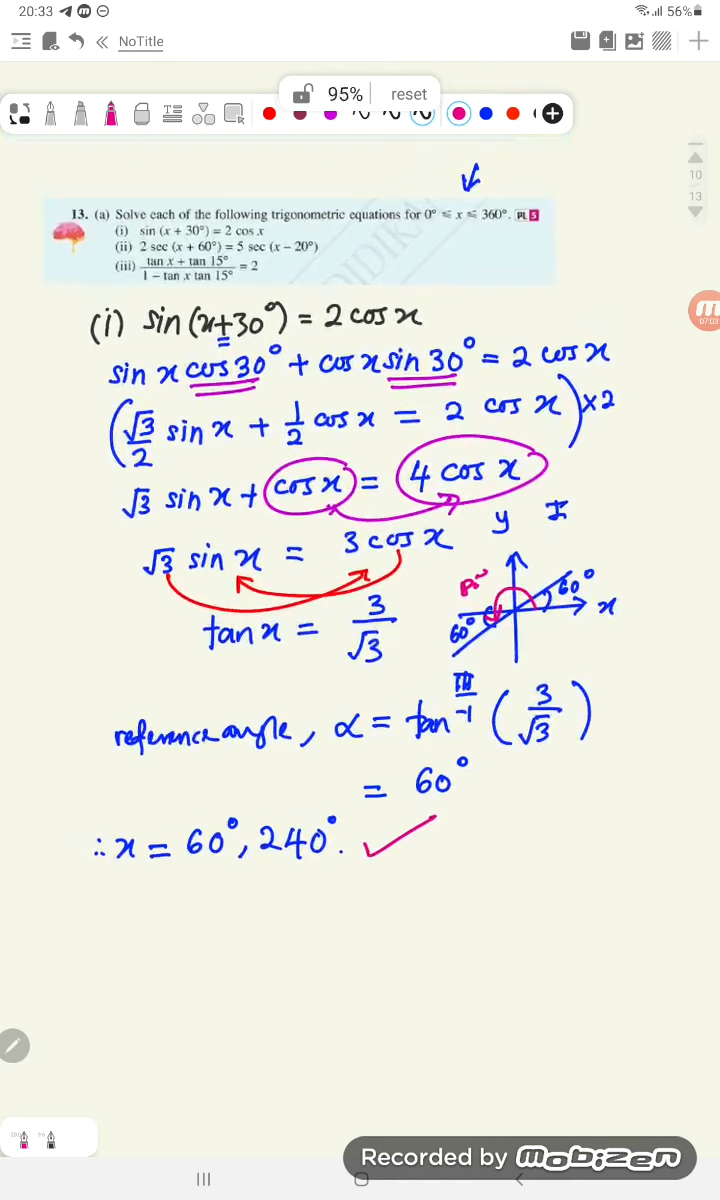 20:33
56%
NoTitle
95% reset
10
13
13. (a) Solve each of the following trigonometric equations for 0° ≤ x ≤ 360°. PL 5
(i) sin (x + 30°) = 2 cos x
(ii) 2 sec (x + 60°) = 5 sec (x − 20°)
(iii) (tan x + tan 15°)/(1 − tan x tan 15°) = 2
DIDIKA
07:03
(i) sin(x+30°) = 2 cos x
sin x cos 30° + cos x sin 30° = 2 cos x
(√3/2 sin x + 1/2 cos x = 2 cos x) × 2
√3 sin x + cos x = 4 cos x
√3 sin x = 3 cos x
y I
60° x
60°
III
tan x = 3/√3
reference angle, α = tan⁻¹ (3/√3)
= 60°
∴ x = 60°, 240°.
Recorded by mobizen